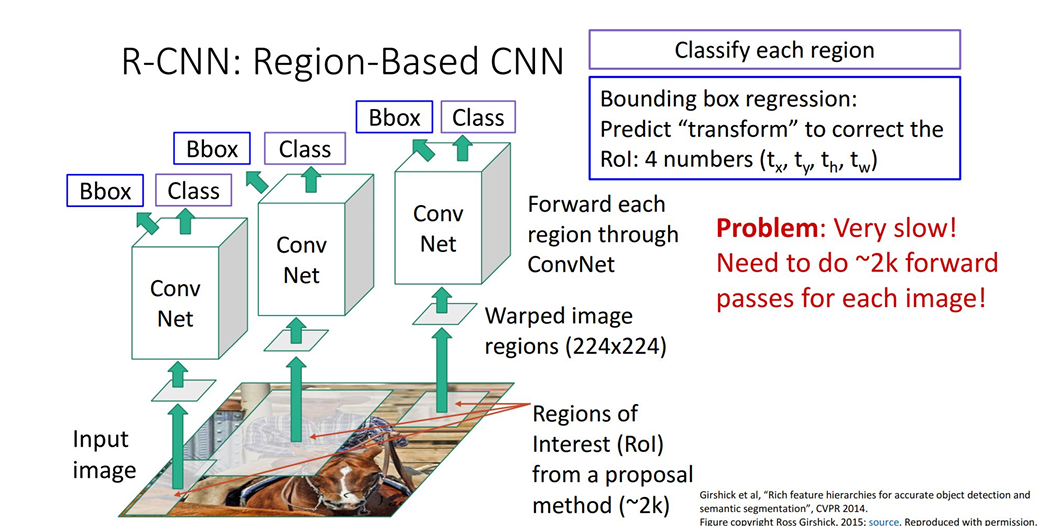 R-CNN: Region-Based CNN
Classify each region
Bounding box regression:
Predict “transform” to correct the
RoI: 4 numbers (tx, ty, th, tw)
Bbox
Class
Bbox
Class
Bbox
Class
Conv
Net
Conv
Net
Conv
Net
Forward each
region through
ConvNet
Problem: Very slow!
Need to do ~2k forward
passes for each image!
Warped image
regions (224x224)
Input
image
Regions of
Interest (RoI)
from a proposal
method (~2k)
Girshick et al, “Rich feature hierarchies for accurate object detection and
semantic segmentation”, CVPR 2014.
Figure copyright Ross Girshick, 2015; source. Reproduced with permission.